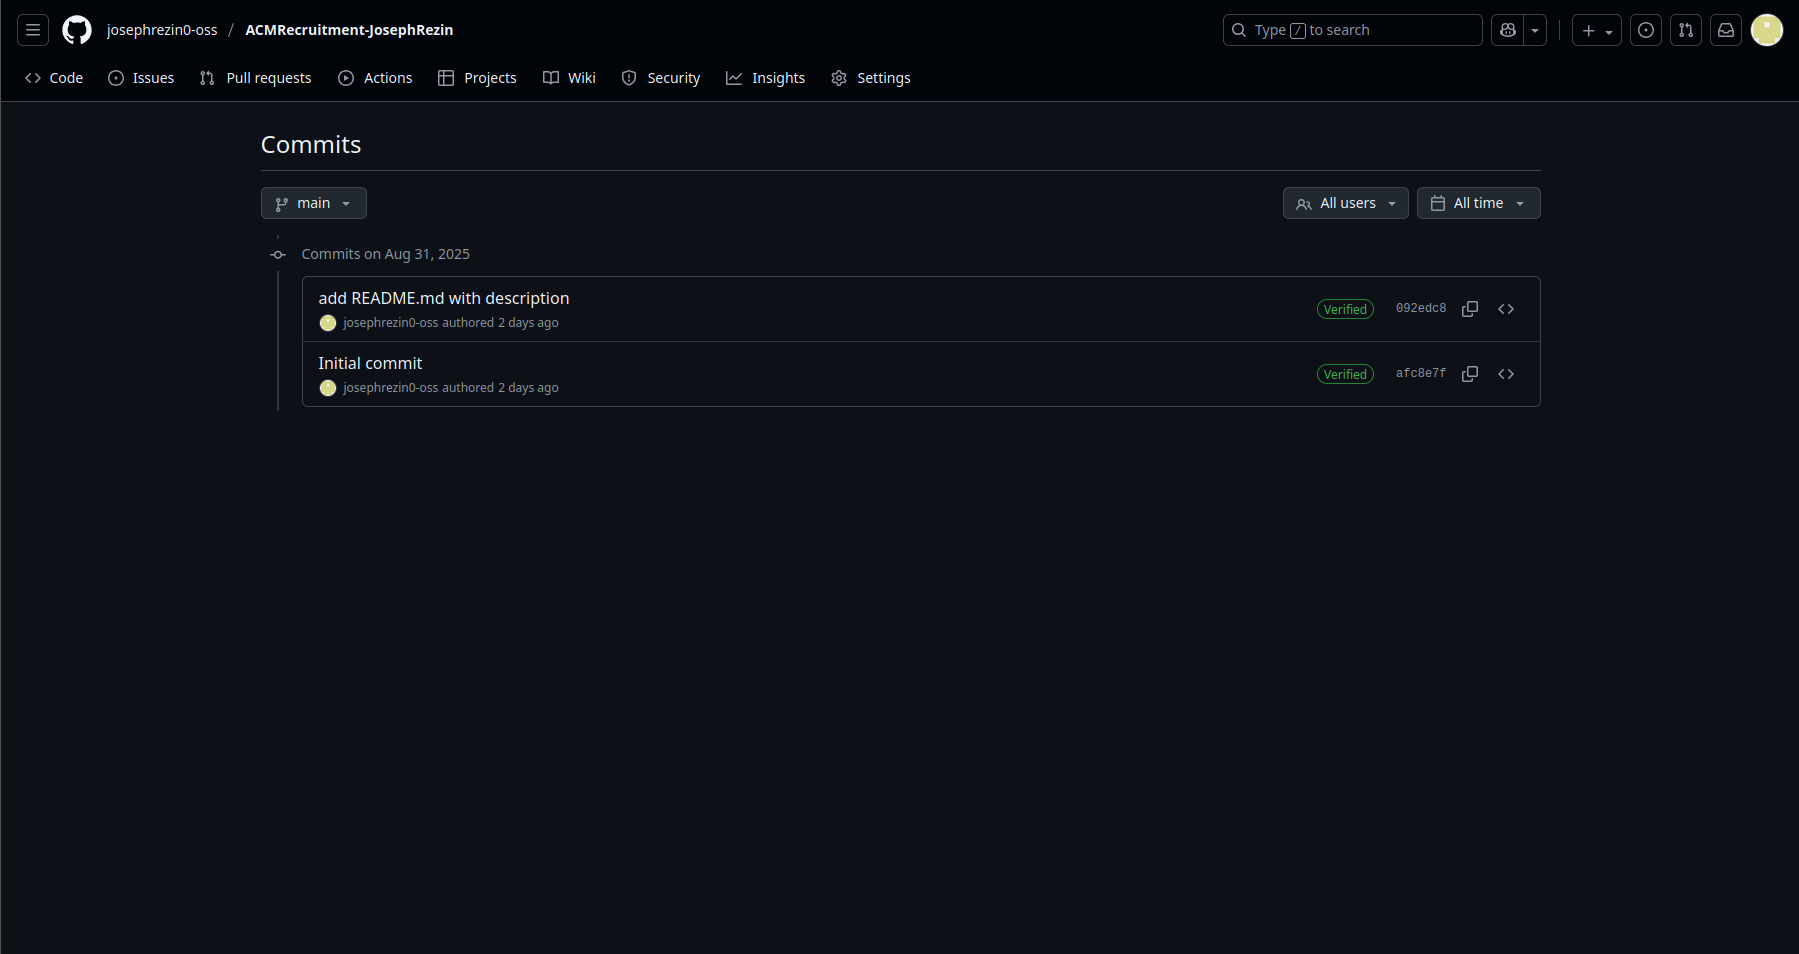 josephrezin0-oss / ACMRecruitment-JosephRezin
Type / to search
Code Issues Pull requests Actions Projects Wiki Security Insights Settings
Commits
main
All users
All time
Commits on Aug 31, 2025
add README.md with description
josephrezin0-oss authored 2 days ago
Verified
092edc8
Initial commit
josephrezin0-oss authored 2 days ago
Verified
afc8e7f